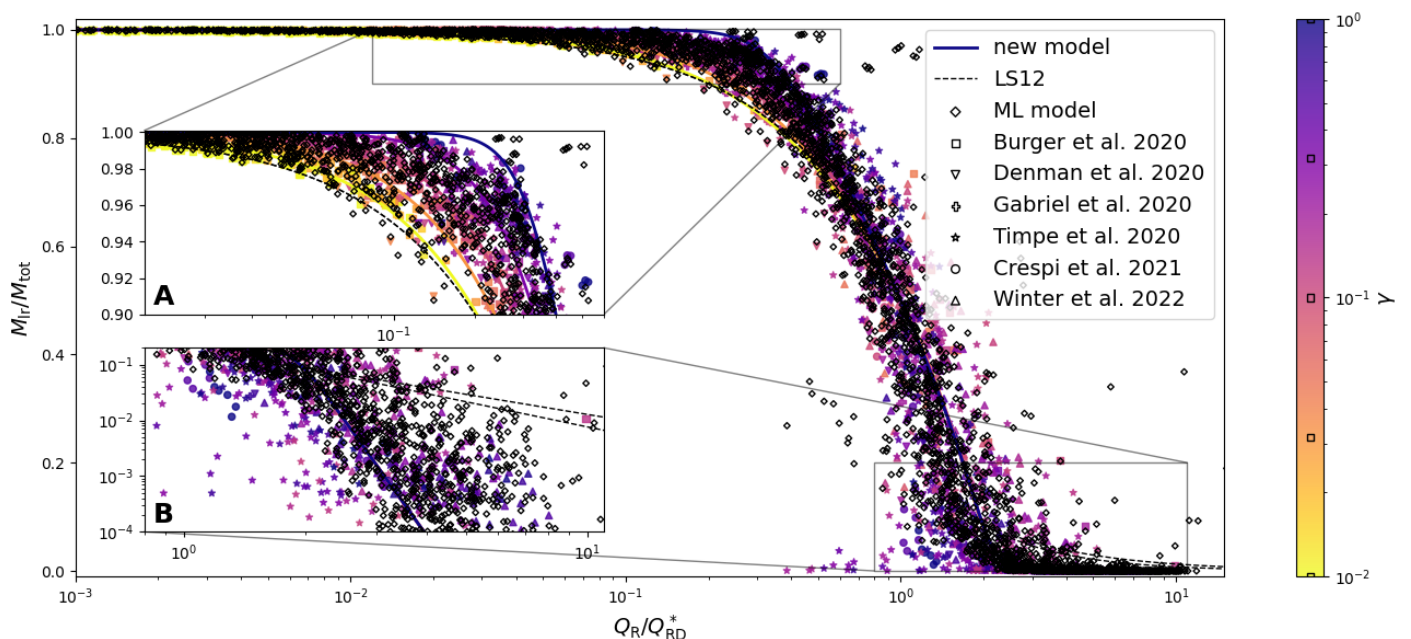 1.0
0.8
0.6
0.4
0.2
0.0
M_lr/M_tot
10^-3
10^-2
10^-1
10^0
10^1
Q_R/Q^*_RD
new model
LS12
ML model
Burger et al. 2020
Denman et al. 2020
Gabriel et al. 2020
Timpe et al. 2020
Crespi et al. 2021
Winter et al. 2022
1.00
0.98
0.96
0.94
0.92
0.90
A
10^-1
10^-1
10^-2
10^-3
10^-4
B
10^0
10^1
10^0
10^-1
10^-2
γ